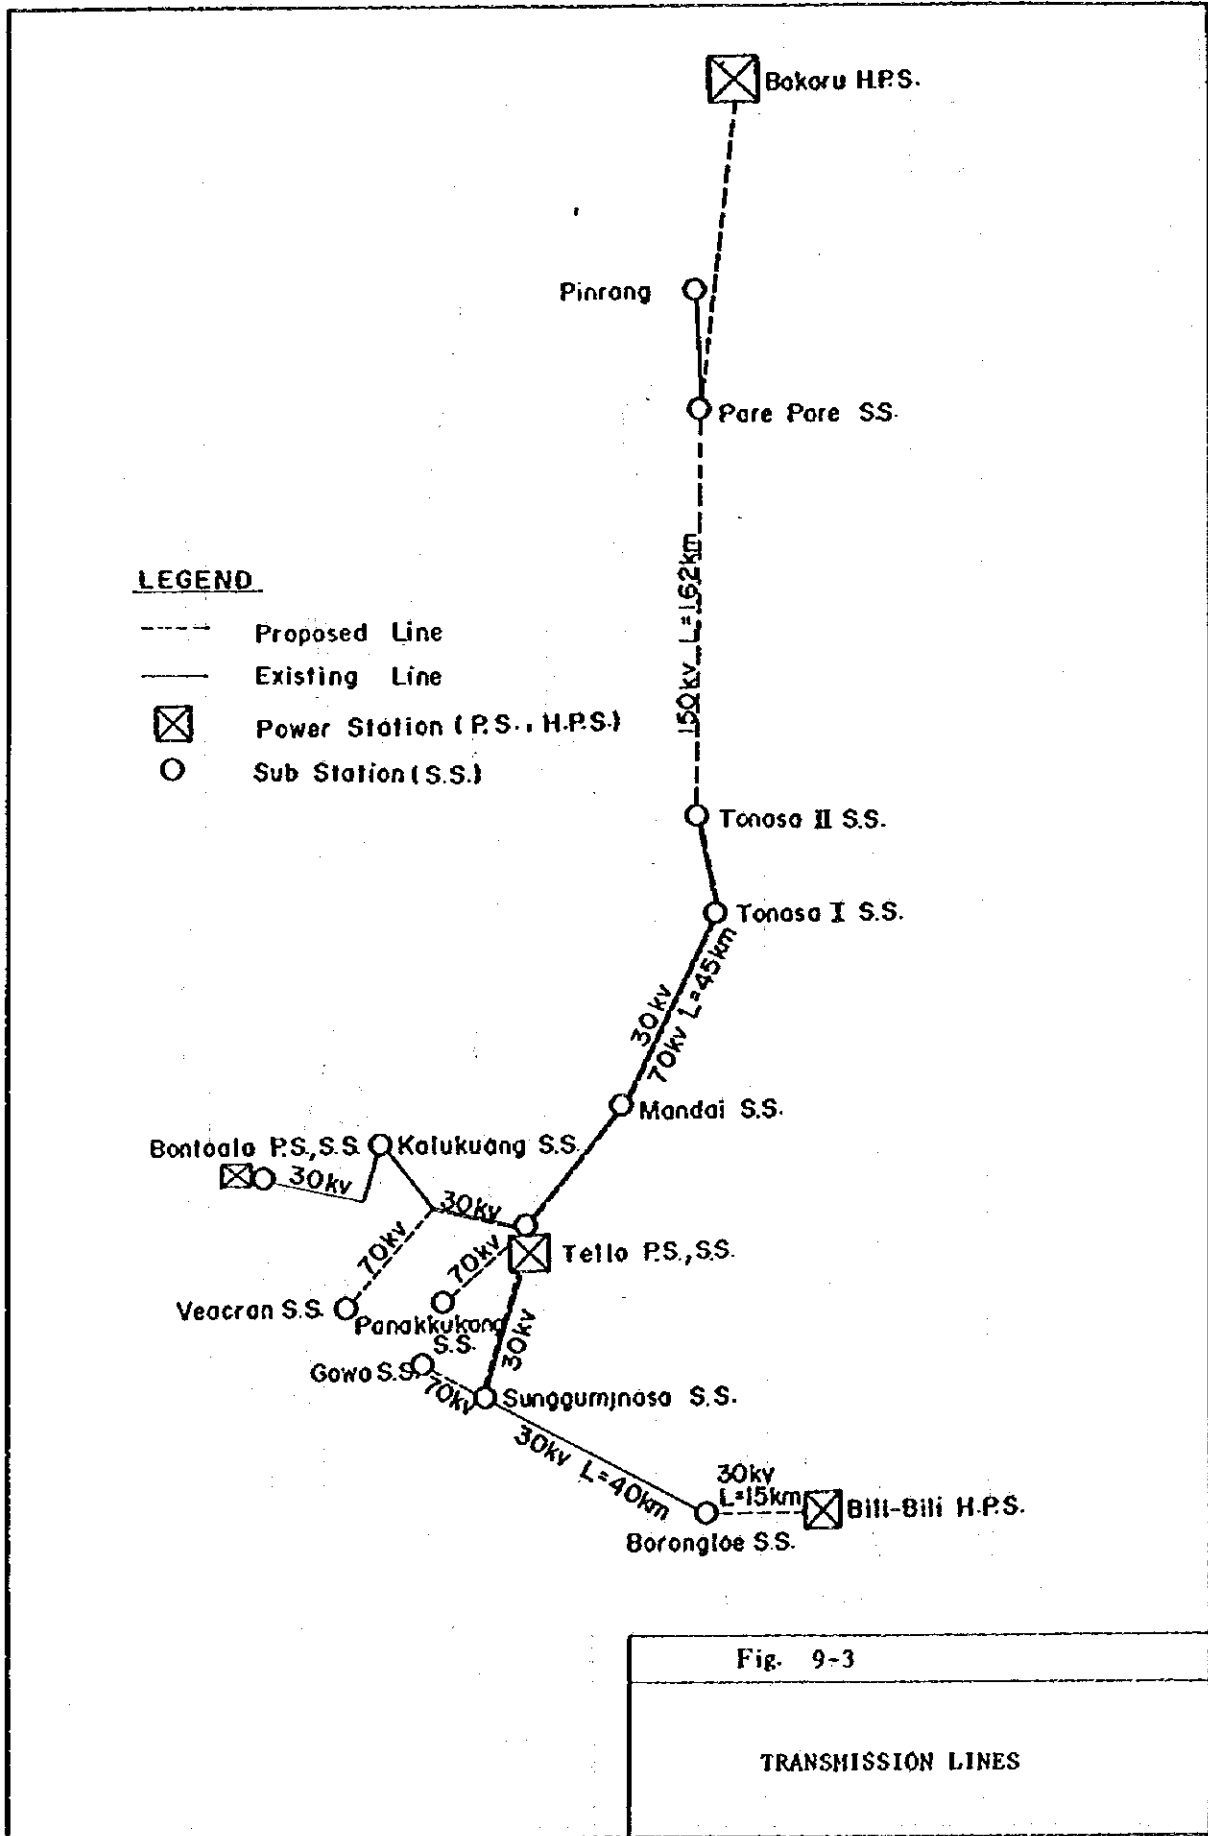 Bakaru H.P.S.
Pinrang
Pare Pare S.S.
150kv L=162km
LEGEND
Proposed Line
Existing Line
Power Station (P.S., H.P.S.)
Sub Station (S.S.)
Tonasa II S.S.
Tonasa I S.S.
30kv
70kv L=45km
Mandai S.S.
Bontoala P.S.,S.S.
Kalukuang S.S.
30kv
30kv
70kv
70kv
Tello P.S.,S.S.
Veacran S.S.
Panakkukang
S.S.
30kv
Gowa S.S.
70kv
Sungguminasa S.S.
30kv L=40km
30kv
L=15km
Bili-Bili H.P.S.
Borongloe S.S.
Fig. 9-3
TRANSMISSION LINES